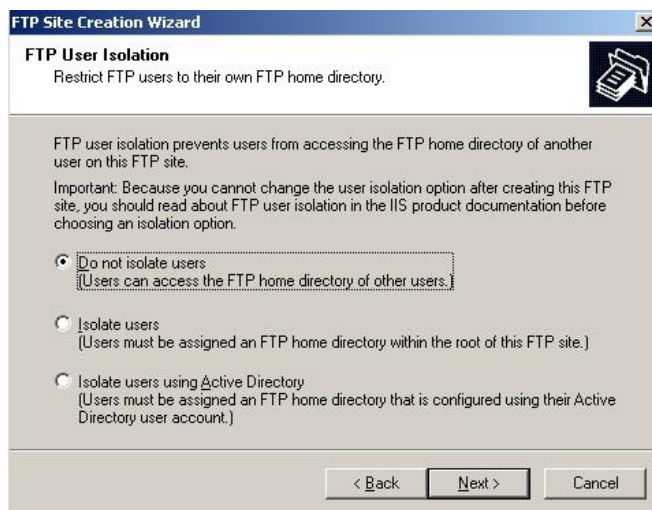 FTP Site Creation Wizard
FTP User Isolation
Restrict FTP users to their own FTP home directory.
FTP user isolation prevents users from accessing the FTP home directory of another
user on this FTP site.
Important: Because you cannot change the user isolation option after creating this FTP
site, you should read about FTP user isolation in the IIS product documentation before
choosing an isolation option.
Do not isolate users
(Users can access the FTP home directory of other users.)
Isolate users
(Users must be assigned an FTP home directory within the root of this FTP site.)
Isolate users using Active Directory
(Users must be assigned an FTP home directory that is configured using their Active
Directory user account.)
< Back Next > Cancel